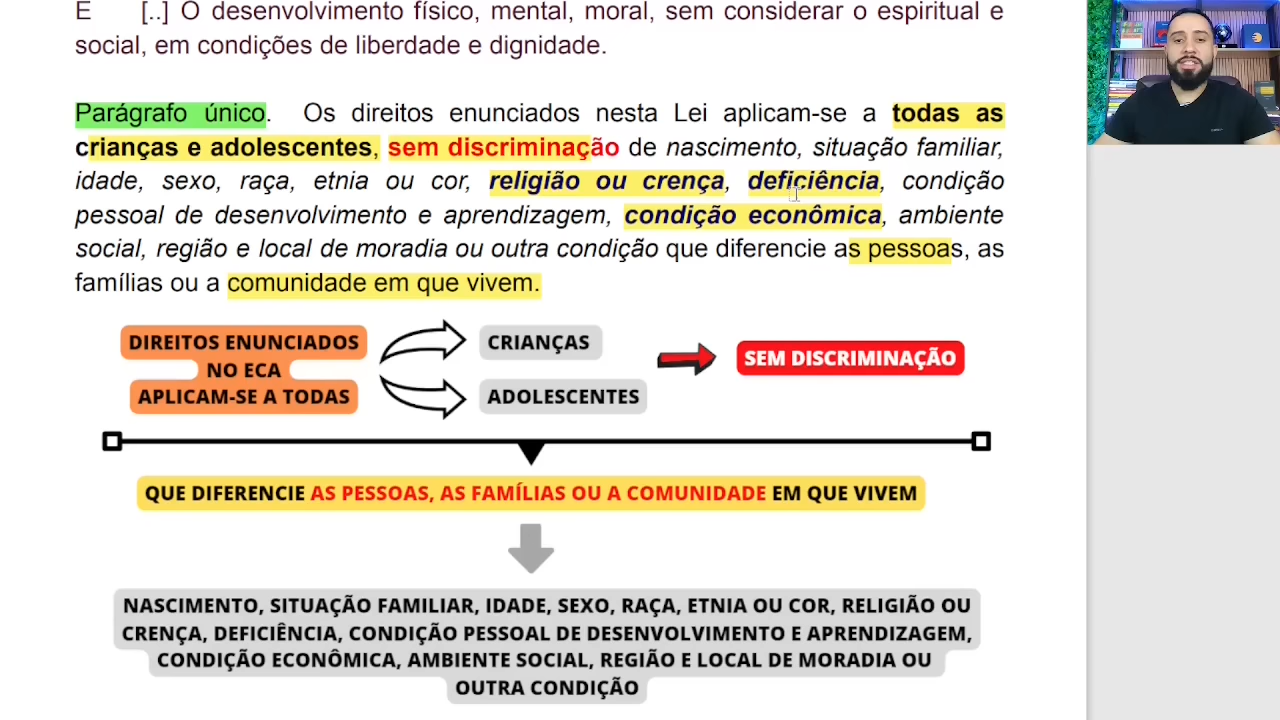 E [..] O desenvolvimento físico, mental, moral, sem considerar o espiritual e
social, em condições de liberdade e dignidade.
Parágrafo único. Os direitos enunciados nesta Lei aplicam-se a todas as
crianças e adolescentes, sem discriminação de nascimento, situação familiar,
idade, sexo, raça, etnia ou cor, religião ou crença, deficiência, condição
pessoal de desenvolvimento e aprendizagem, condição econômica, ambiente
social, região e local de moradia ou outra condição que diferencie as pessoas, as
famílias ou a comunidade em que vivem.
DIREITOS ENUNCIADOS
NO ECA
APLICAM-SE A TODAS
CRIANÇAS
ADOLESCENTES
SEM DISCRIMINAÇÃO
QUE DIFERENCIE AS PESSOAS, AS FAMÍLIAS OU A COMUNIDADE EM QUE VIVEM
NASCIMENTO, SITUAÇÃO FAMILIAR, IDADE, SEXO, RAÇA, ETNIA OU COR, RELIGIÃO OU
CRENÇA, DEFICIÊNCIA, CONDIÇÃO PESSOAL DE DESENVOLVIMENTO E APRENDIZAGEM,
CONDIÇÃO ECONÔMICA, AMBIENTE SOCIAL, REGIÃO E LOCAL DE MORADIA OU
OUTRA CONDIÇÃO